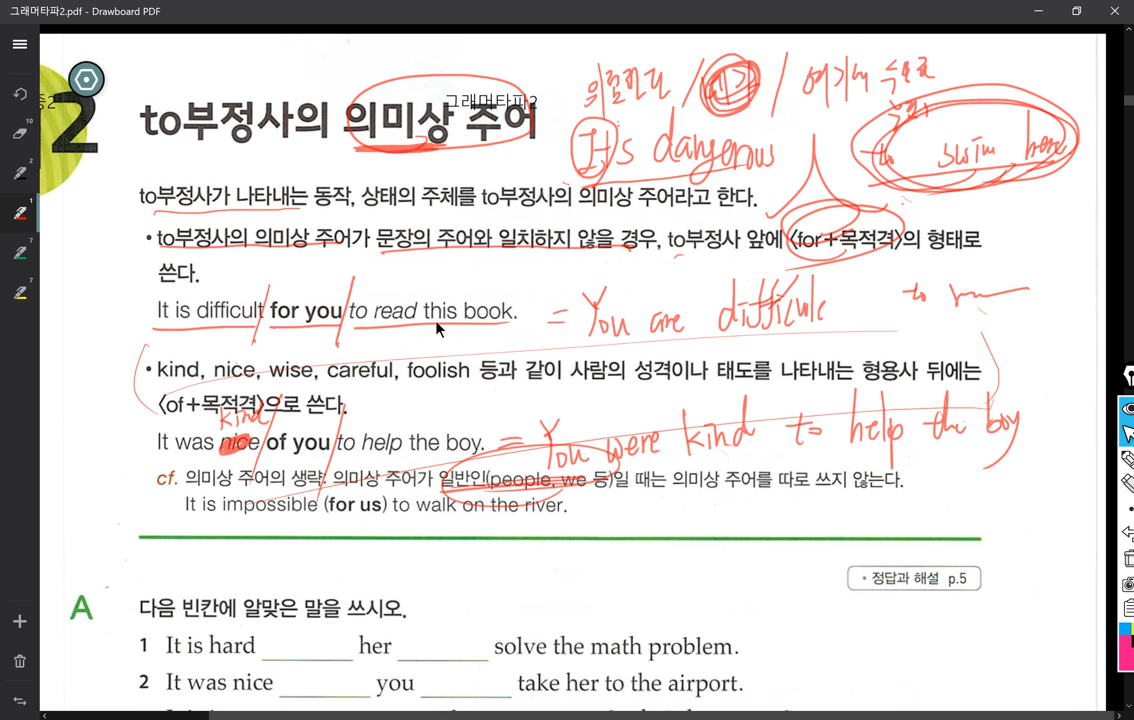 그래머타파2.pdf - Drawboard PDF
그래머타파2
2 to부정사의 의미상 주어
위험한 / / 여기서 수영
It is dangerous to swim here
to부정사가 나타내는 동작, 상태의 주체를 to부정사의 의미상 주어라고 한다.
• to부정사의 의미상 주어가 문장의 주어와 일치하지 않을 경우, to부정사 앞에 〈for+목적격〉의 형태로
쓴다.
It is difficult / for you / to read this book. = You are difficult to
• kind, nice, wise, careful, foolish 등과 같이 사람의 성격이나 태도를 나타내는 형용사 뒤에는
〈of+목적격〉으로 쓴다.
kind
It was nice of you to help the boy. = You were kind to help the boy
cf. 의미상 주어의 생략: 의미상 주어가 일반인(people, we 등)일 때는 의미상 주어를 따로 쓰지 않는다.
It is impossible (for us) to walk on the river.
• 정답과 해설 p.5
A 다음 빈칸에 알맞은 말을 쓰시오.
1 It is hard ________ her ________ solve the math problem.
2 It was nice ________ you ________ take her to the airport.